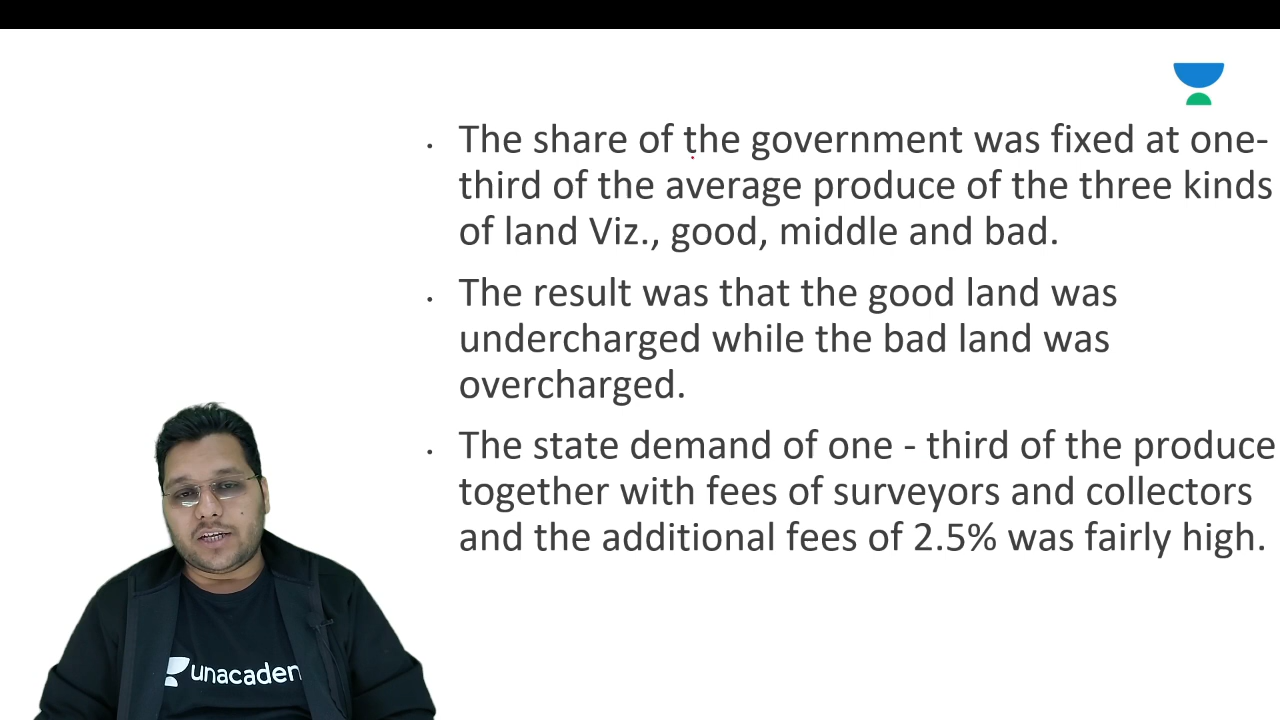 The share of the government was fixed at one-
third of the average produce of the three kinds
of land Viz., good, middle and bad.
The result was that the good land was
undercharged while the bad land was
overcharged.
The state demand of one - third of the produce
together with fees of surveyors and collectors
and the additional fees of 2.5% was fairly high.
unacaden